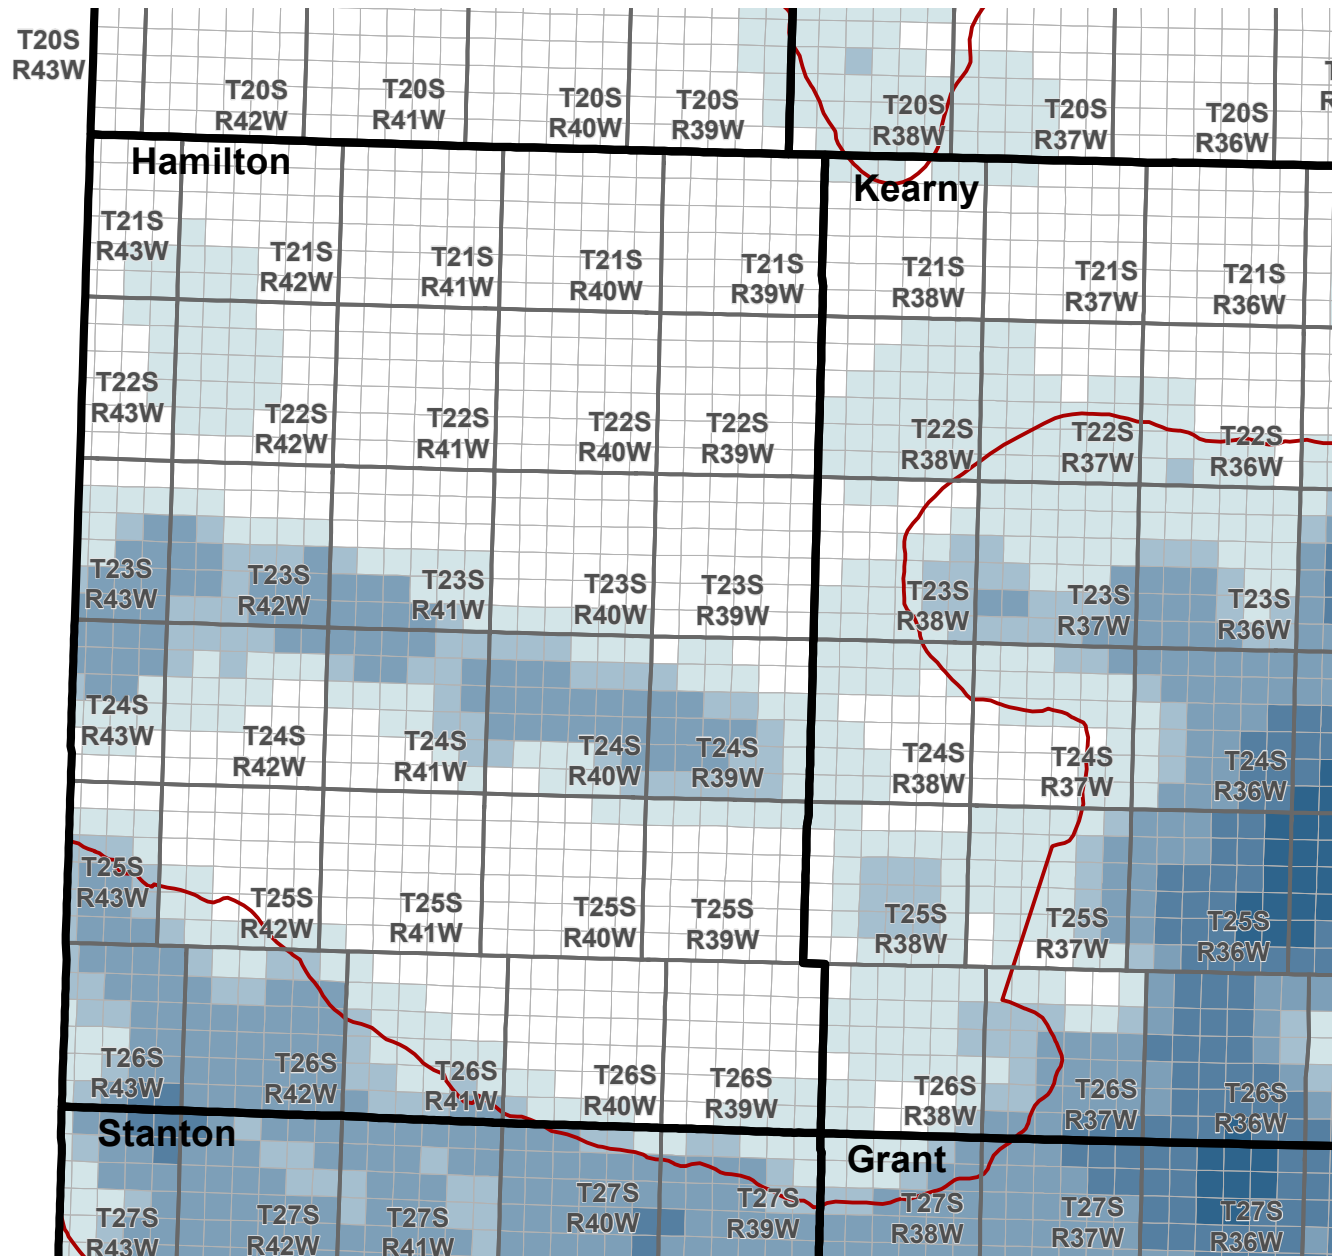 T20S
R43W
T20S
R42W
T20S
R41W
T20S
R40W
T20S
R39W
T20S
R38W
T20S
R37W
T20S
R36W
Hamilton
Kearny
T21S
R43W
T21S
R42W
T21S
R41W
T21S
R40W
T21S
R39W
T21S
R38W
T21S
R37W
T21S
R36W
T22S
R43W
T22S
R42W
T22S
R41W
T22S
R40W
T22S
R39W
T22S
R38W
T22S
R37W
T22S
R36W
T23S
R43W
T23S
R42W
T23S
R41W
T23S
R40W
T23S
R39W
T23S
R38W
T23S
R37W
T23S
R36W
T24S
R43W
T24S
R42W
T24S
R41W
T24S
R40W
T24S
R39W
T24S
R38W
T24S
R37W
T24S
R36W
T25S
R43W
T25S
R42W
T25S
R41W
T25S
R40W
T25S
R39W
T25S
R38W
T25S
R37W
T25S
R36W
T26S
R43W
T26S
R42W
T26S
R41W
T26S
R40W
T26S
R39W
T26S
R38W
T26S
R37W
T26S
R36W
Stanton
Grant
T27S
R43W
T27S
R42W
T27S
R41W
T27S
R40W
T27S
R39W
T27S
R38W
T27S
R37W
T27S
R36W